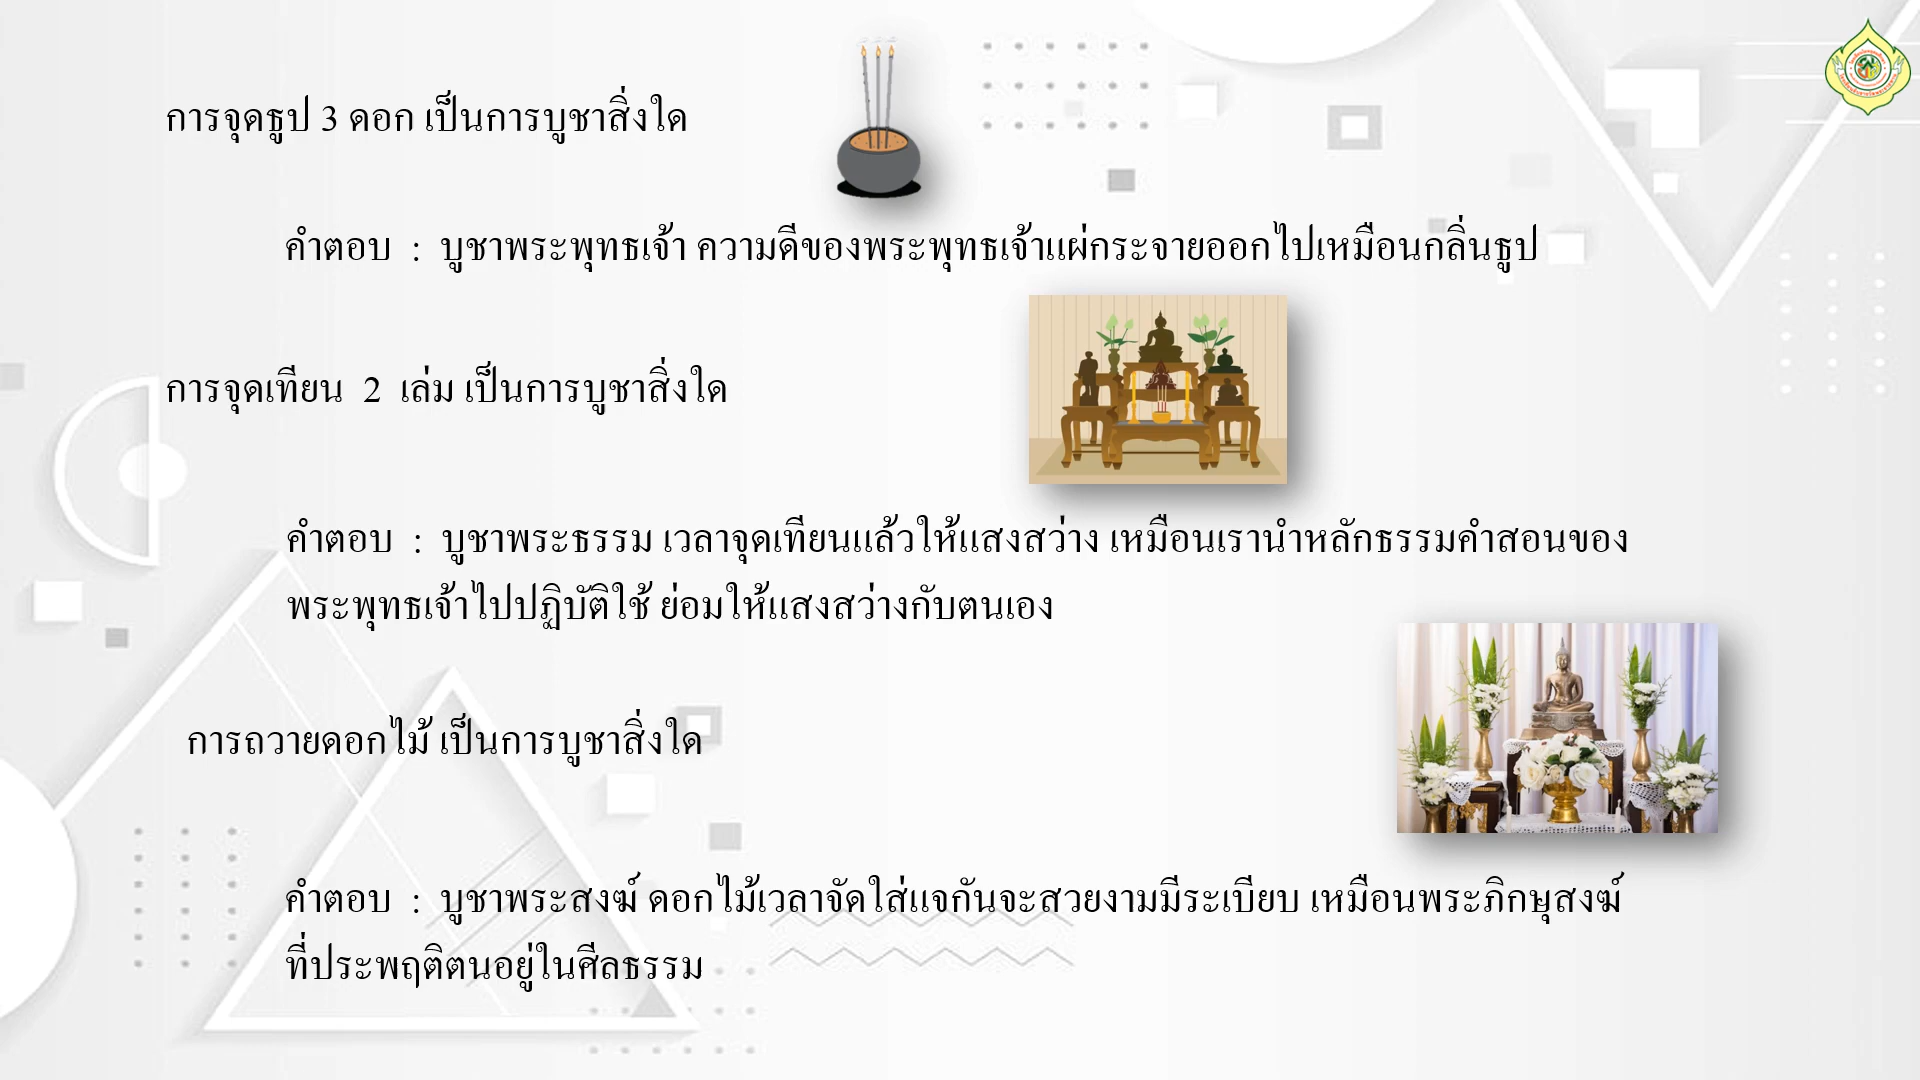 การจุดธูป 3 ดอก เป็นการบูชาสิ่งใด
คำตอบ : บูชาพระพุทธเจ้า ความดีของพระพุทธเจ้าแผ่กระจายออกไปเหมือนกลิ่นธูป
การจุดเทียน 2 เล่ม เป็นการบูชาสิ่งใด
คำตอบ : บูชาพระธรรม เวลาจุดเทียนแล้วให้แสงสว่าง เหมือนเรานำหลักธรรมคำสอนของ
พระพุทธเจ้าไปปฏิบัติใช้ ย่อมให้แสงสว่างกับตนเอง
การถวายดอกไม้ เป็นการบูชาสิ่งใด
คำตอบ : บูชาพระสงฆ์ ดอกไม้เวลาจัดใส่แจกันจะสวยงามมีระเบียบ เหมือนพระภิกษุสงฆ์
ที่ประพฤติตนอยู่ในศีลธรรม